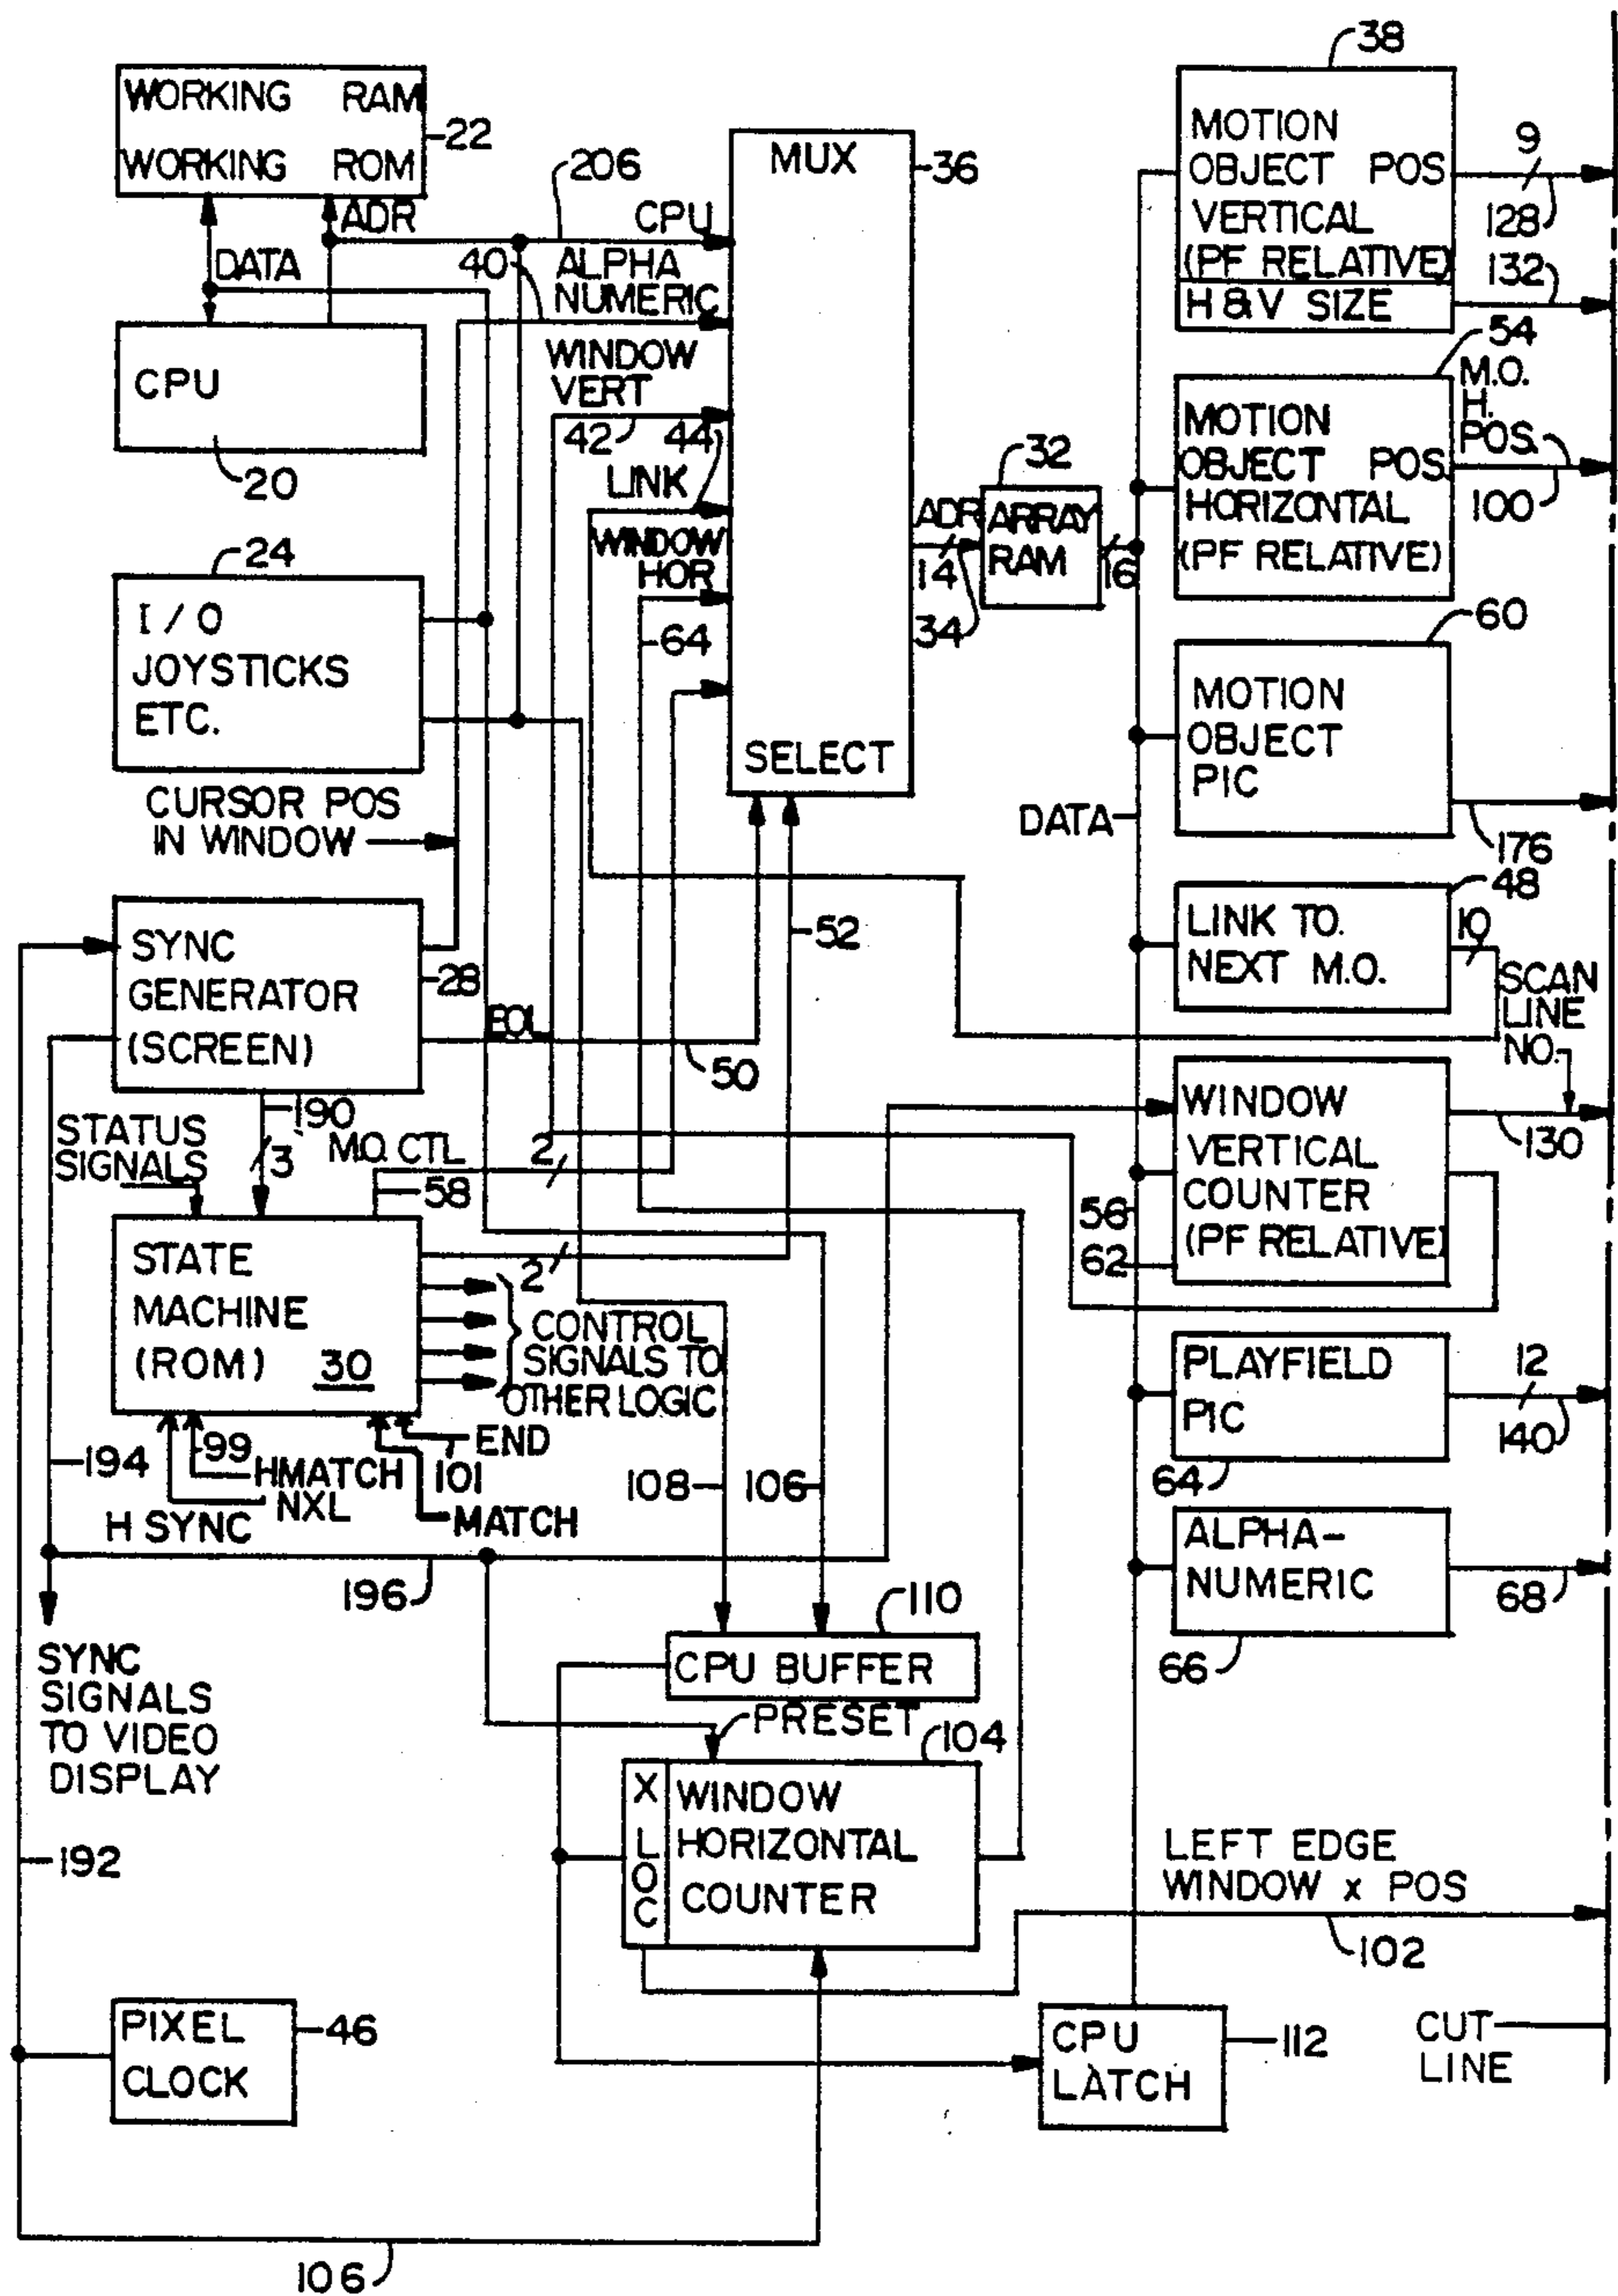 WORKING RAM
WORKING ROM
22
ADR
DATA
CPU
20
24
I/O
JOYSTICKS
ETC.
CURSOR POS
IN WINDOW
SYNC
GENERATOR
(SCREEN)
28
EOL
50
190
3
STATUS
SIGNALS
M.O. CTL
58
2
STATE
MACHINE
(ROM) 30
2
CONTROL
SIGNALS TO
OTHER LOGIC
END
101
99
HMATCH
NXL
MATCH
194
H SYNC
196
SYNC
SIGNALS
TO VIDEO
DISPLAY
192
PIXEL
CLOCK
46
106
206
CPU
40
ALPHA
NUMERIC
WINDOW
VERT
42
44
LINK
WINDOW
HOR
64
MUX
36
SELECT
52
ADR
14
34
32
ARRAY
RAM
16
DATA
108
106
110
CPU BUFFER
PRESET
104
X
LOC
WINDOW
HORIZONTAL
COUNTER
38
MOTION
OBJECT POS
VERTICAL
(PF RELATIVE)
H & V SIZE
9
128
132
54
MOTION
OBJECT POS.
HORIZONTAL
(PF RELATIVE)
M.O.
H.
POS.
100
60
MOTION
OBJECT
PIC
176
48
LINK TO.
NEXT M.O.
10
SCAN
LINE
NO.
WINDOW
VERTICAL
COUNTER
(PF RELATIVE)
56
62
130
PLAYFIELD
PIC
64
12
140
ALPHA-
NUMERIC
66
68
LEFT EDGE
WINDOW x POS
102
CPU
LATCH
112
CUT
LINE